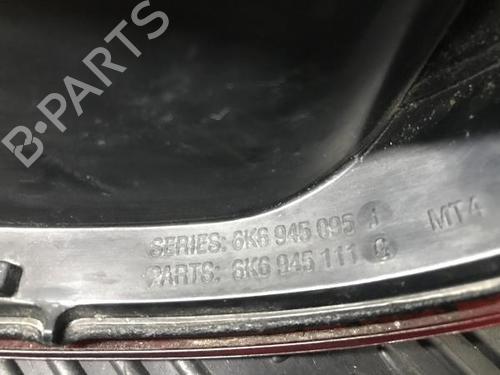 B-PARTS
SERIES: 6K6 945 095 J
PARTS: 6K6 945 111 C
MT4